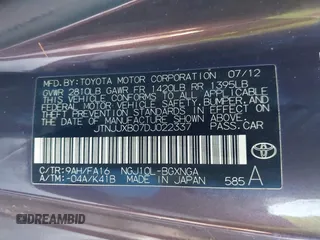 MFD. BY: TOYOTA MOTOR CORPORATION 07/12
GVWR 2810LB GAWR FR 1420LB RR 1395LB
THIS VEHICLE CONFORMS TO ALL APPLICABLE
FEDERAL MOTOR VEHICLE SAFETY, BUMPER, AND
THEFT PREVENTION STANDARDS IN EFFECT ON
THE DATE OF MANUFACTURE SHOWN ABOVE.
JTNJJXB07DJ022337
PASS. CAR
C/TR: 9AH/FA16 NGJ10L-BGXNGA
A/TM: -04A/K41B MADE IN JAPAN 585 A
TOYOTA
DREAMBID